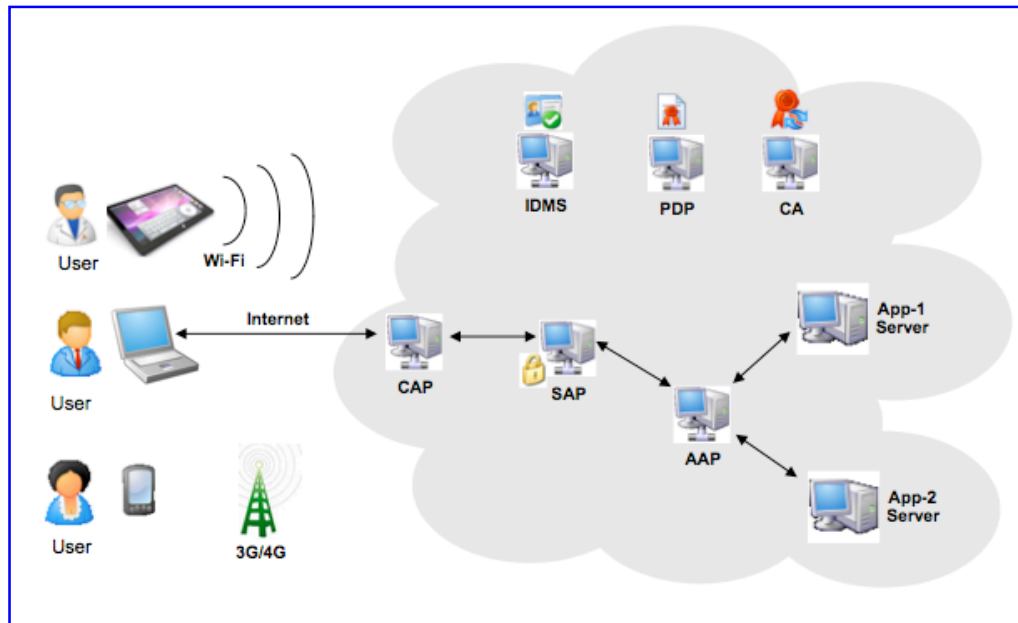 IDMS
PDP
CA
User
Wi-Fi
Internet
App-1
Server
User
CAP
SAP
AAP
App-2
Server
User
3G/4G